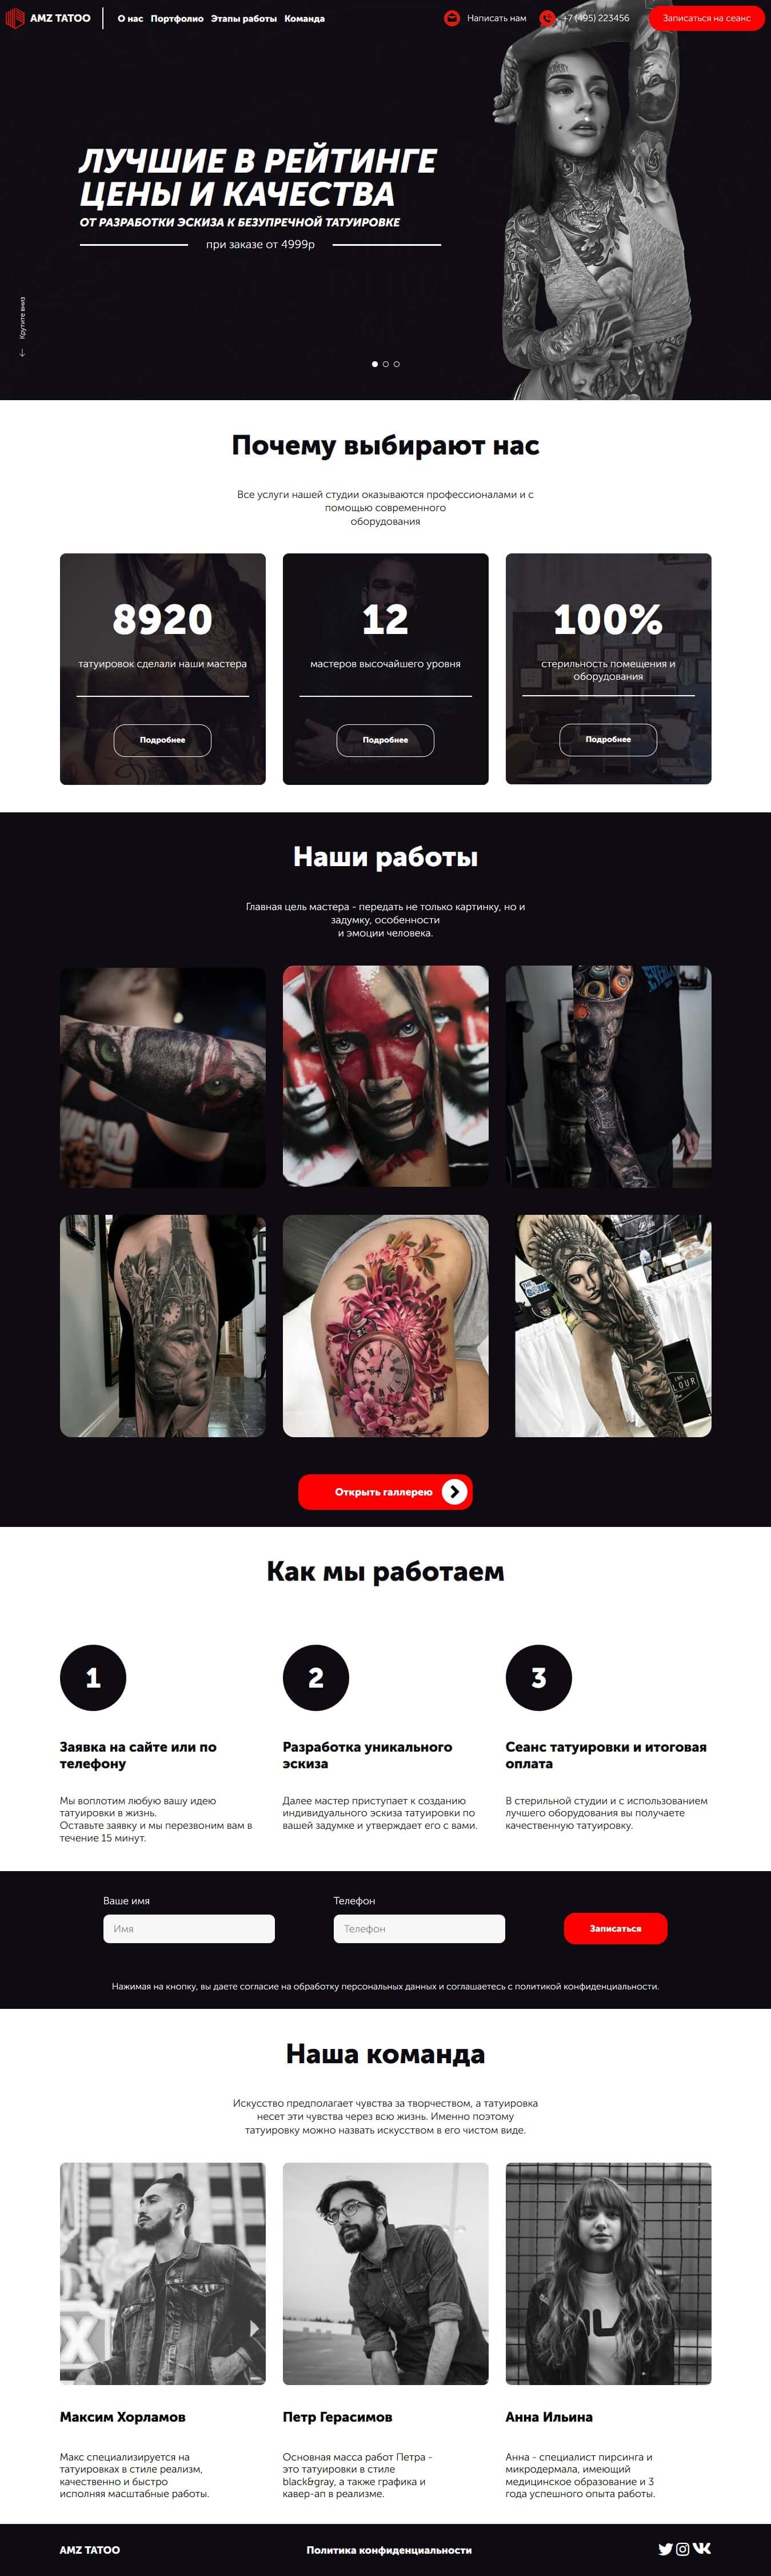 AMZ TATOO
О нас Портфолио Этапы работы Команда
Написать нам
+7 (495) 223456
Записаться на сеанс
ЛУЧШИЕ В РЕЙТИНГЕ
ЦЕНЫ И КАЧЕСТВА
ОТ РАЗРАБОТКИ ЭСКИЗА К БЕЗУПРЕЧНОЙ ТАТУИРОВКЕ
при заказе от 4999р
Крутите вниз
Почему выбирают нас
Все услуги нашей студии оказываются профессионалами и с
помощью современного
оборудования
8920
татуировок сделали наши мастера
Подробнее
12
мастеров высочайшего уровня
Подробнее
100%
стерильность помещения и
оборудования
Подробнее
Наши работы
Главная цель мастера - передать не только картинку, но и
задумку, особенности
и эмоции человека.
Открыть галлерею
Как мы работаем
1
Заявка на сайте или по
телефону
Мы воплотим любую вашу идею
татуировки в жизнь.
Оставьте заявку и мы перезвоним вам в
течение 15 минут.
2
Разработка уникального
эскиза
Далее мастер приступает к созданию
индивидуального эскиза татуировки по
вашей задумке и утверждает его с вами.
3
Сеанс татуировки и итоговая
оплата
В стерильной студии и с использованием
лучшего оборудования вы получаете
качественную татуировку.
Ваше имя
Имя
Телефон
Телефон
Записаться
Нажимая на кнопку, вы даете согласие на обработку персональных данных и соглашаетесь с политикой конфиденциальности.
Наша команда
Искусство предполагает чувства за творчеством, а татуировка
несет эти чувства через всю жизнь. Именно поэтому
татуировку можно назвать искусством в его чистом виде.
Максим Хорламов
Макс специализируется на
татуировках в стиле реализм,
качественно и быстро
исполняя масштабные работы.
Петр Герасимов
Основная масса работ Петра -
это татуировки в стиле
black&gray, а также графика и
кавер-ап в реализме.
Анна Ильина
Анна - специалист пирсинга и
микродермала, имеющий
медицинское образование и 3
года успешного опыта работы.
AMZ TATOO
Политика конфиденциальности